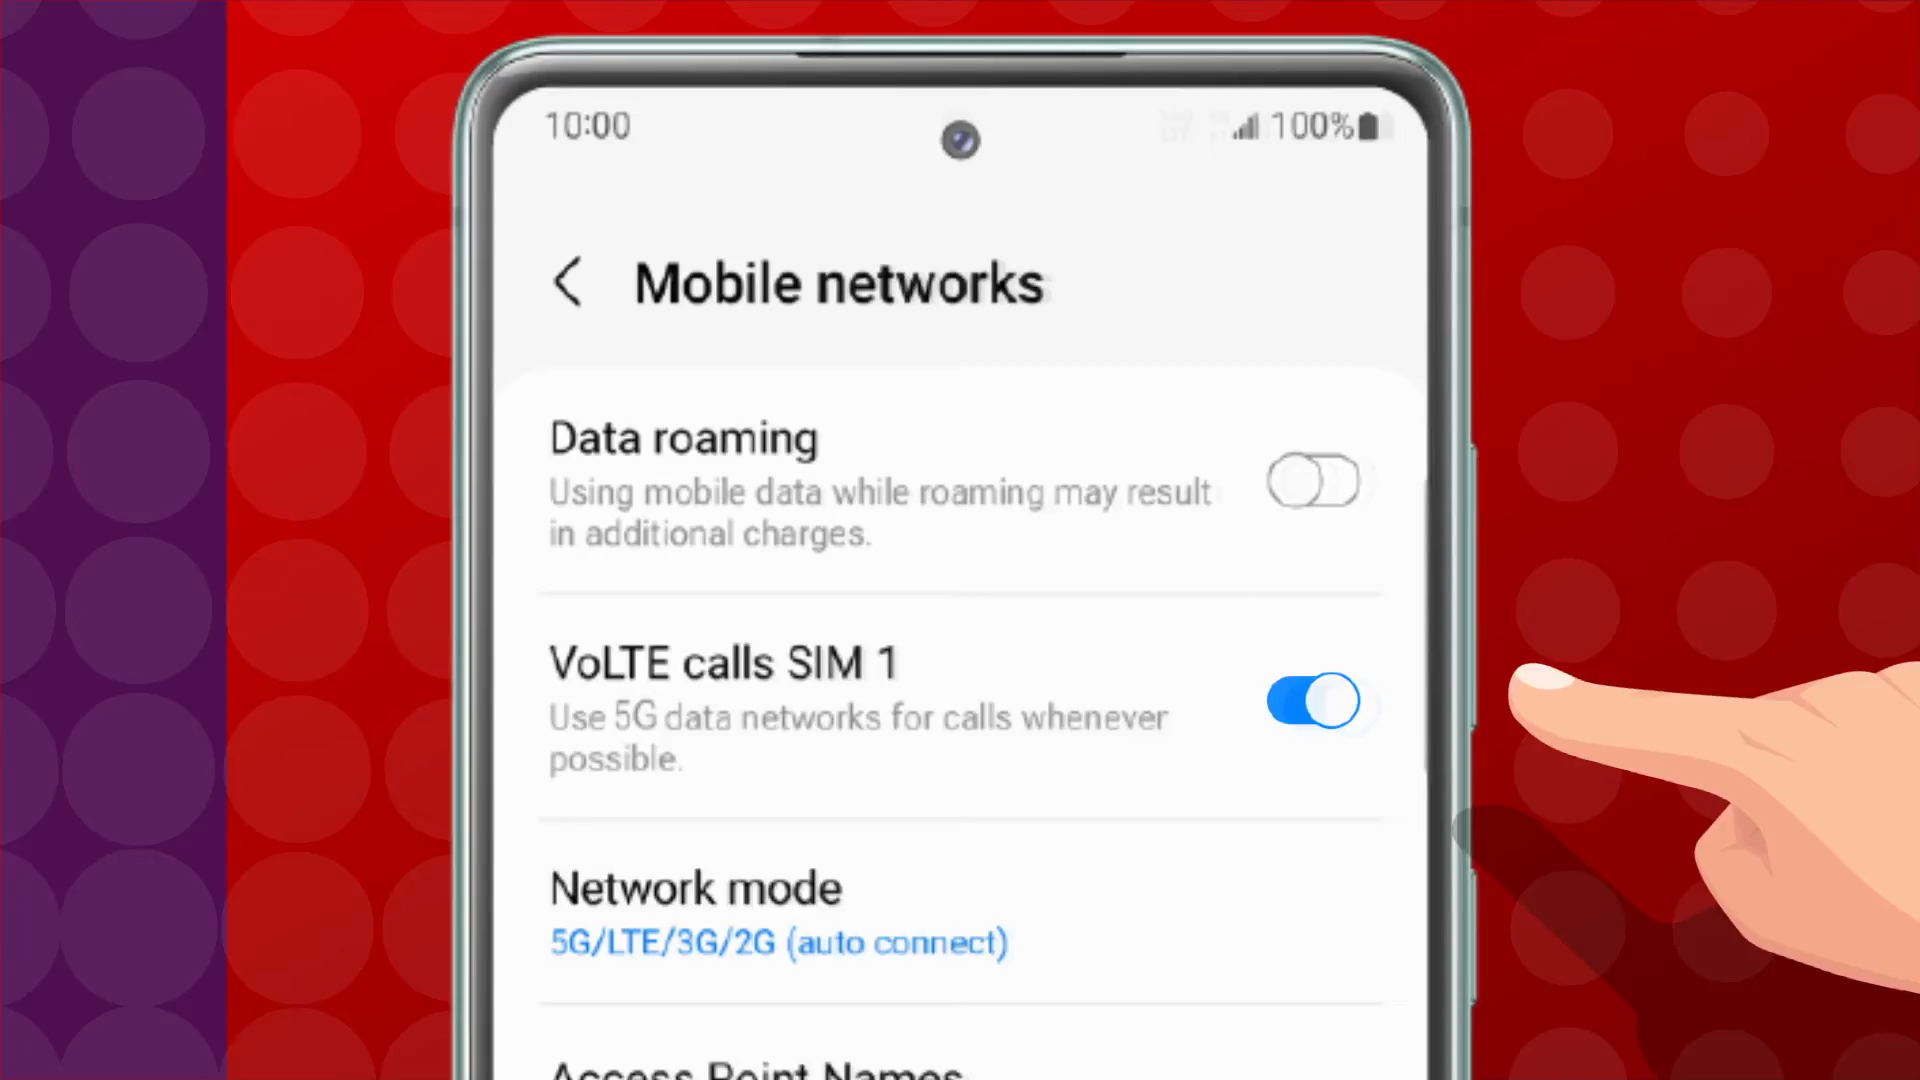 10:00
100%
Mobile networks
Data roaming
Using mobile data while roaming may result
in additional charges.
VoLTE calls SIM 1
Use 5G data networks for calls whenever
possible.
Network mode
5G/LTE/3G/2G (auto connect)
Access Point Names